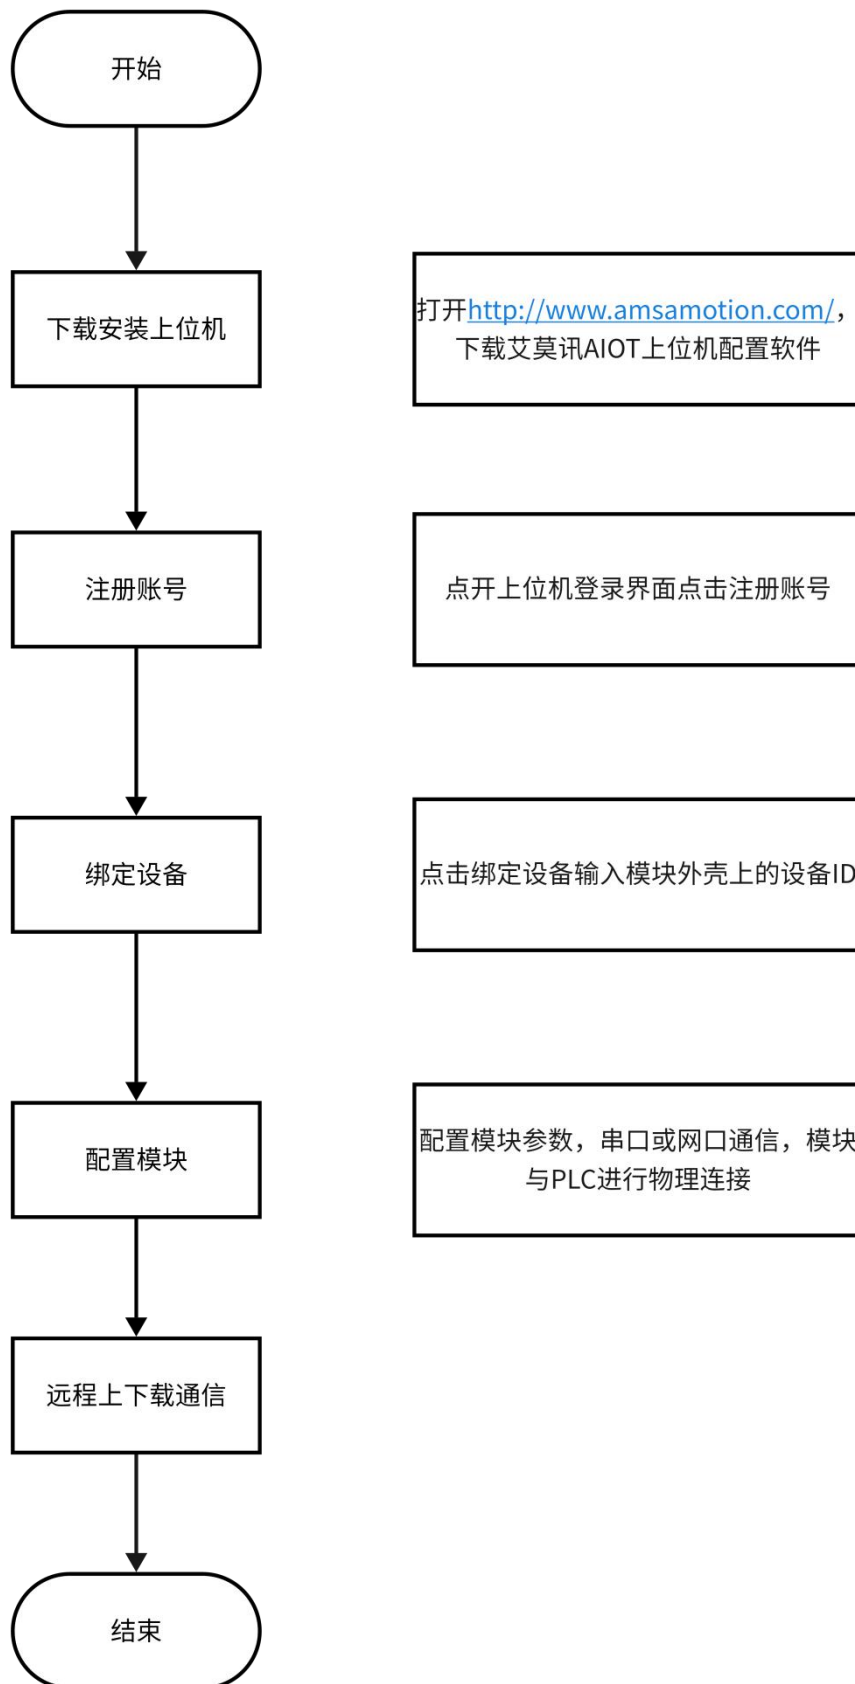 开始
下载安装上位机
打开http://www.amsamotion.com/，
下载艾莫讯AIOT上位机配置软件
注册账号
点开上位机登录界面点击注册账号
绑定设备
点击绑定设备输入模块外壳上的设备ID
配置模块
配置模块参数，串口或网口通信，模块
与PLC进行物理连接
远程上下载通信
结束